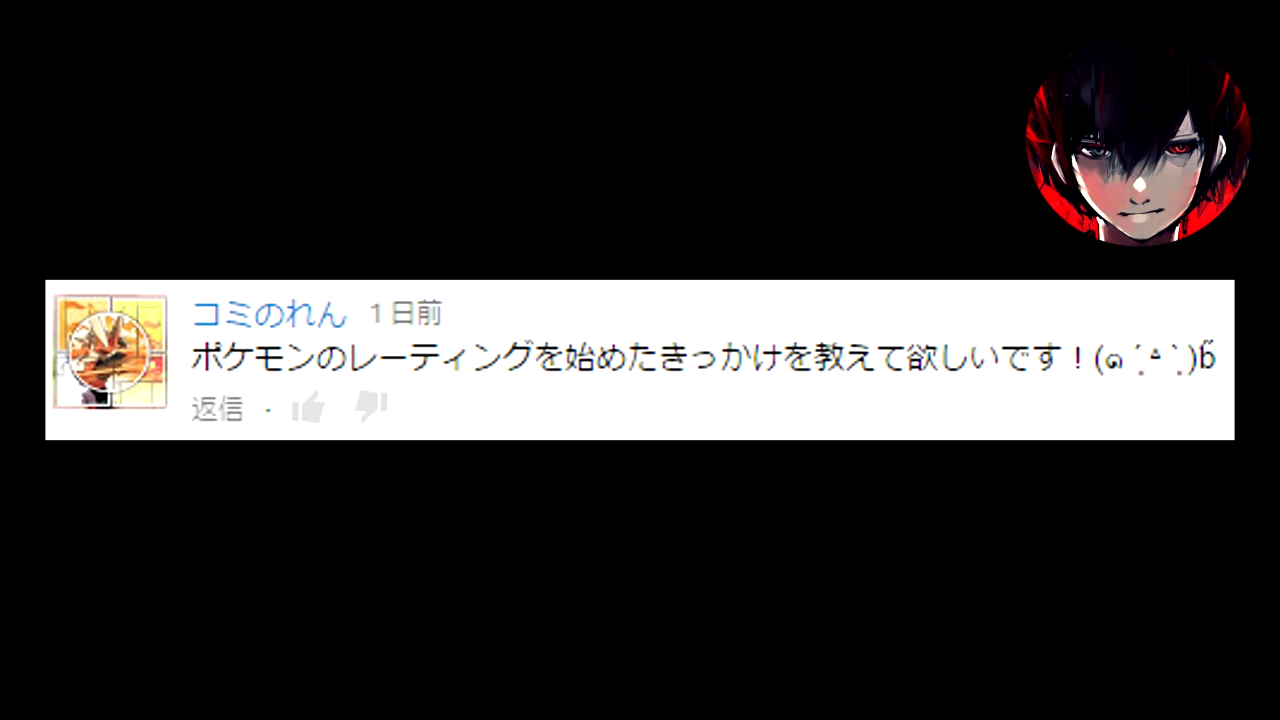 コミのれん 1日前
ポケモンのレーティングを始めたきっかけを教えて欲しいです！(๑ ˊ͈ ᐞ ˋ͈ )ƅ̋
返信 ・